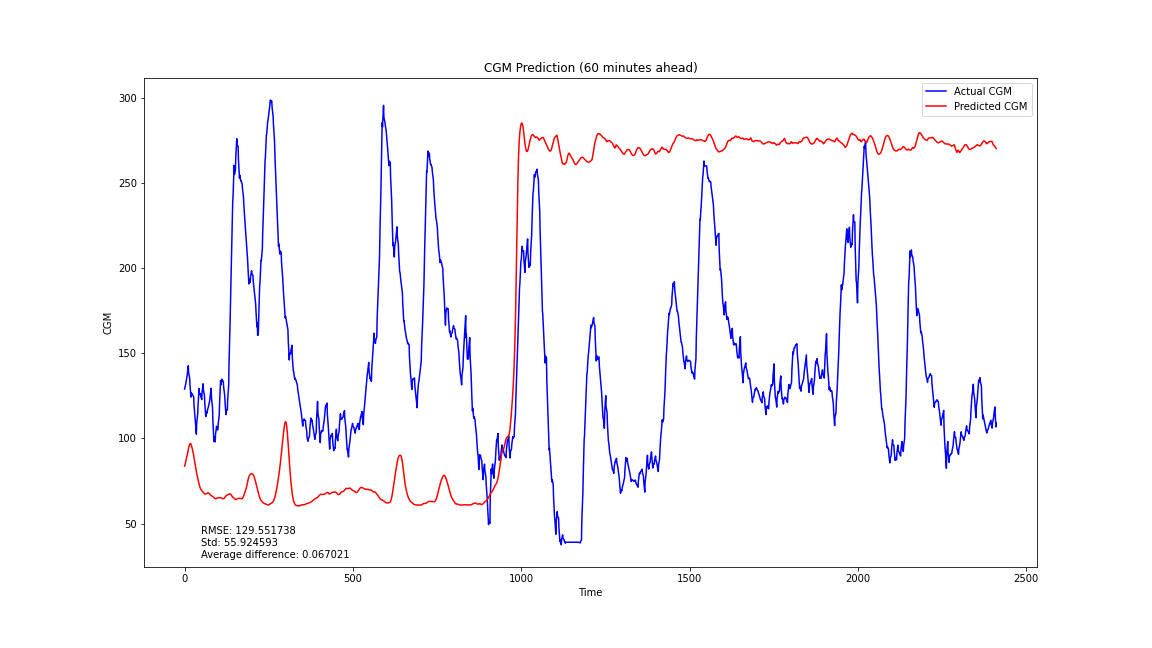 CGM Prediction (60 minutes ahead)
Actual CGM
Predicted CGM
300
250
200
150
100
50
CGM
RMSE: 129.551738
Std: 55.924593
Average difference: 0.067021
0 500 1000 1500 2000 2500
Time